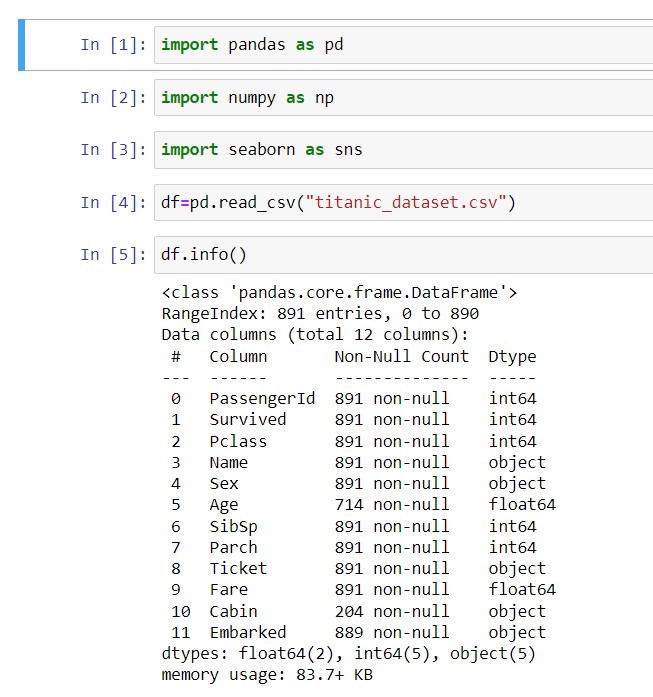 In [1]: import pandas as pd
In [2]: import numpy as np
In [3]: import seaborn as sns
In [4]: df=pd.read_csv("titanic_dataset.csv")
In [5]: df.info()
<class 'pandas.core.frame.DataFrame'>
RangeIndex: 891 entries, 0 to 890
Data columns (total 12 columns):
 #   Column       Non-Null Count  Dtype
---  ------       --------------  -----
 0   PassengerId  891 non-null    int64
 1   Survived     891 non-null    int64
 2   Pclass       891 non-null    int64
 3   Name         891 non-null    object
 4   Sex          891 non-null    object
 5   Age          714 non-null    float64
 6   SibSp        891 non-null    int64
 7   Parch        891 non-null    int64
 8   Ticket       891 non-null    object
 9   Fare         891 non-null    float64
 10  Cabin        204 non-null    object
 11  Embarked     889 non-null    object
dtypes: float64(2), int64(5), object(5)
memory usage: 83.7+ KB